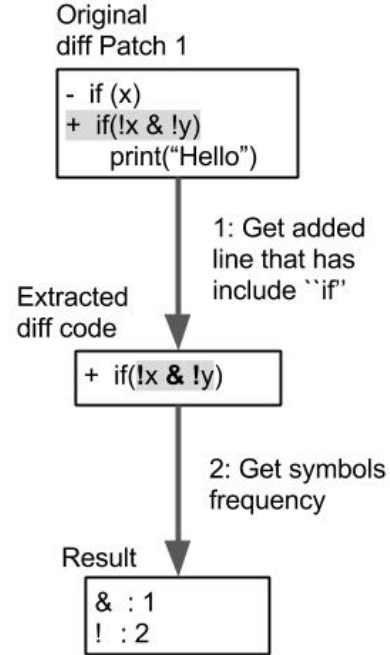 Original
diff Patch 1
- if (x)
+ if(!x & !y)
print(“Hello”)
1: Get added
line that has
include ``if’’
Extracted
diff code
+ if(!x & !y)
2: Get symbols
frequency
Result
& : 1
! : 2